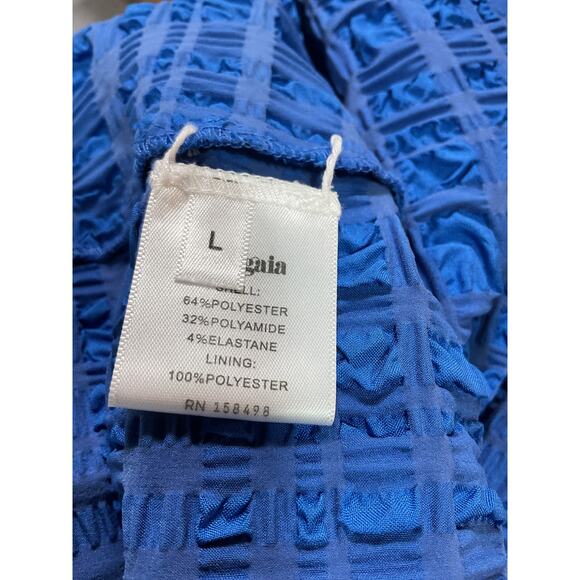 L
gaia
SHELL:
64%POLYESTER
32%POLYAMIDE
4%ELASTANE
LINING:
100%POLYESTER
RN 158498